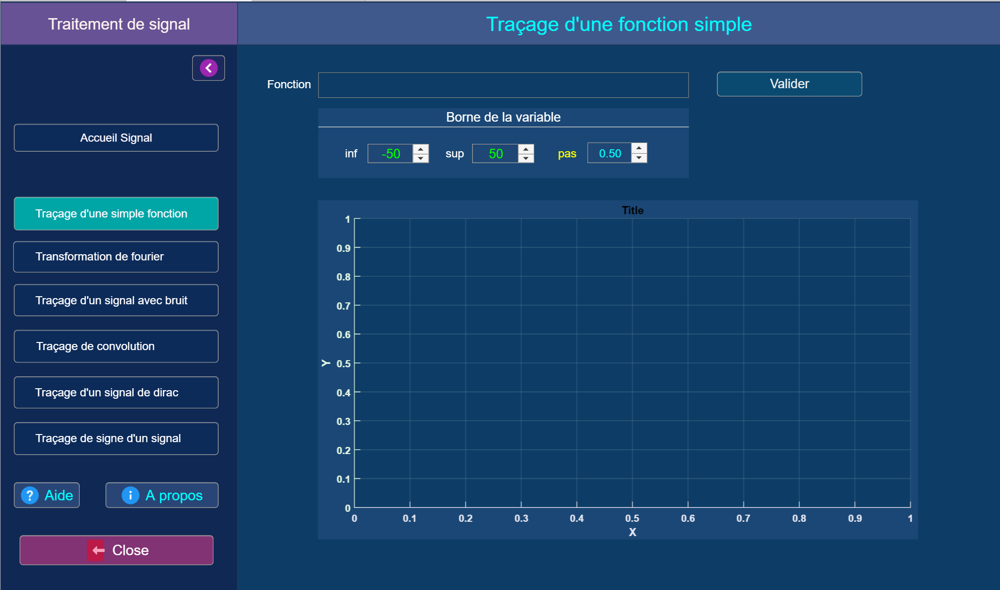 Traitement de signal
Traçage d'une fonction simple
Fonction
Valider
Borne de la variable
inf -50 sup 50 pas 0.50
Accueil Signal
Traçage d'une simple fonction
Transformation de fourier
Traçage d'un signal avec bruit
Traçage de convolution
Traçage d'un signal de dirac
Traçage de signe d'un signal
? Aide
i A propos
Close
Title
1
0.9
0.8
0.7
0.6
Y 0.5
0.4
0.3
0.2
0.1
0
0 0.1 0.2 0.3 0.4 0.5 0.6 0.7 0.8 0.9 1
X